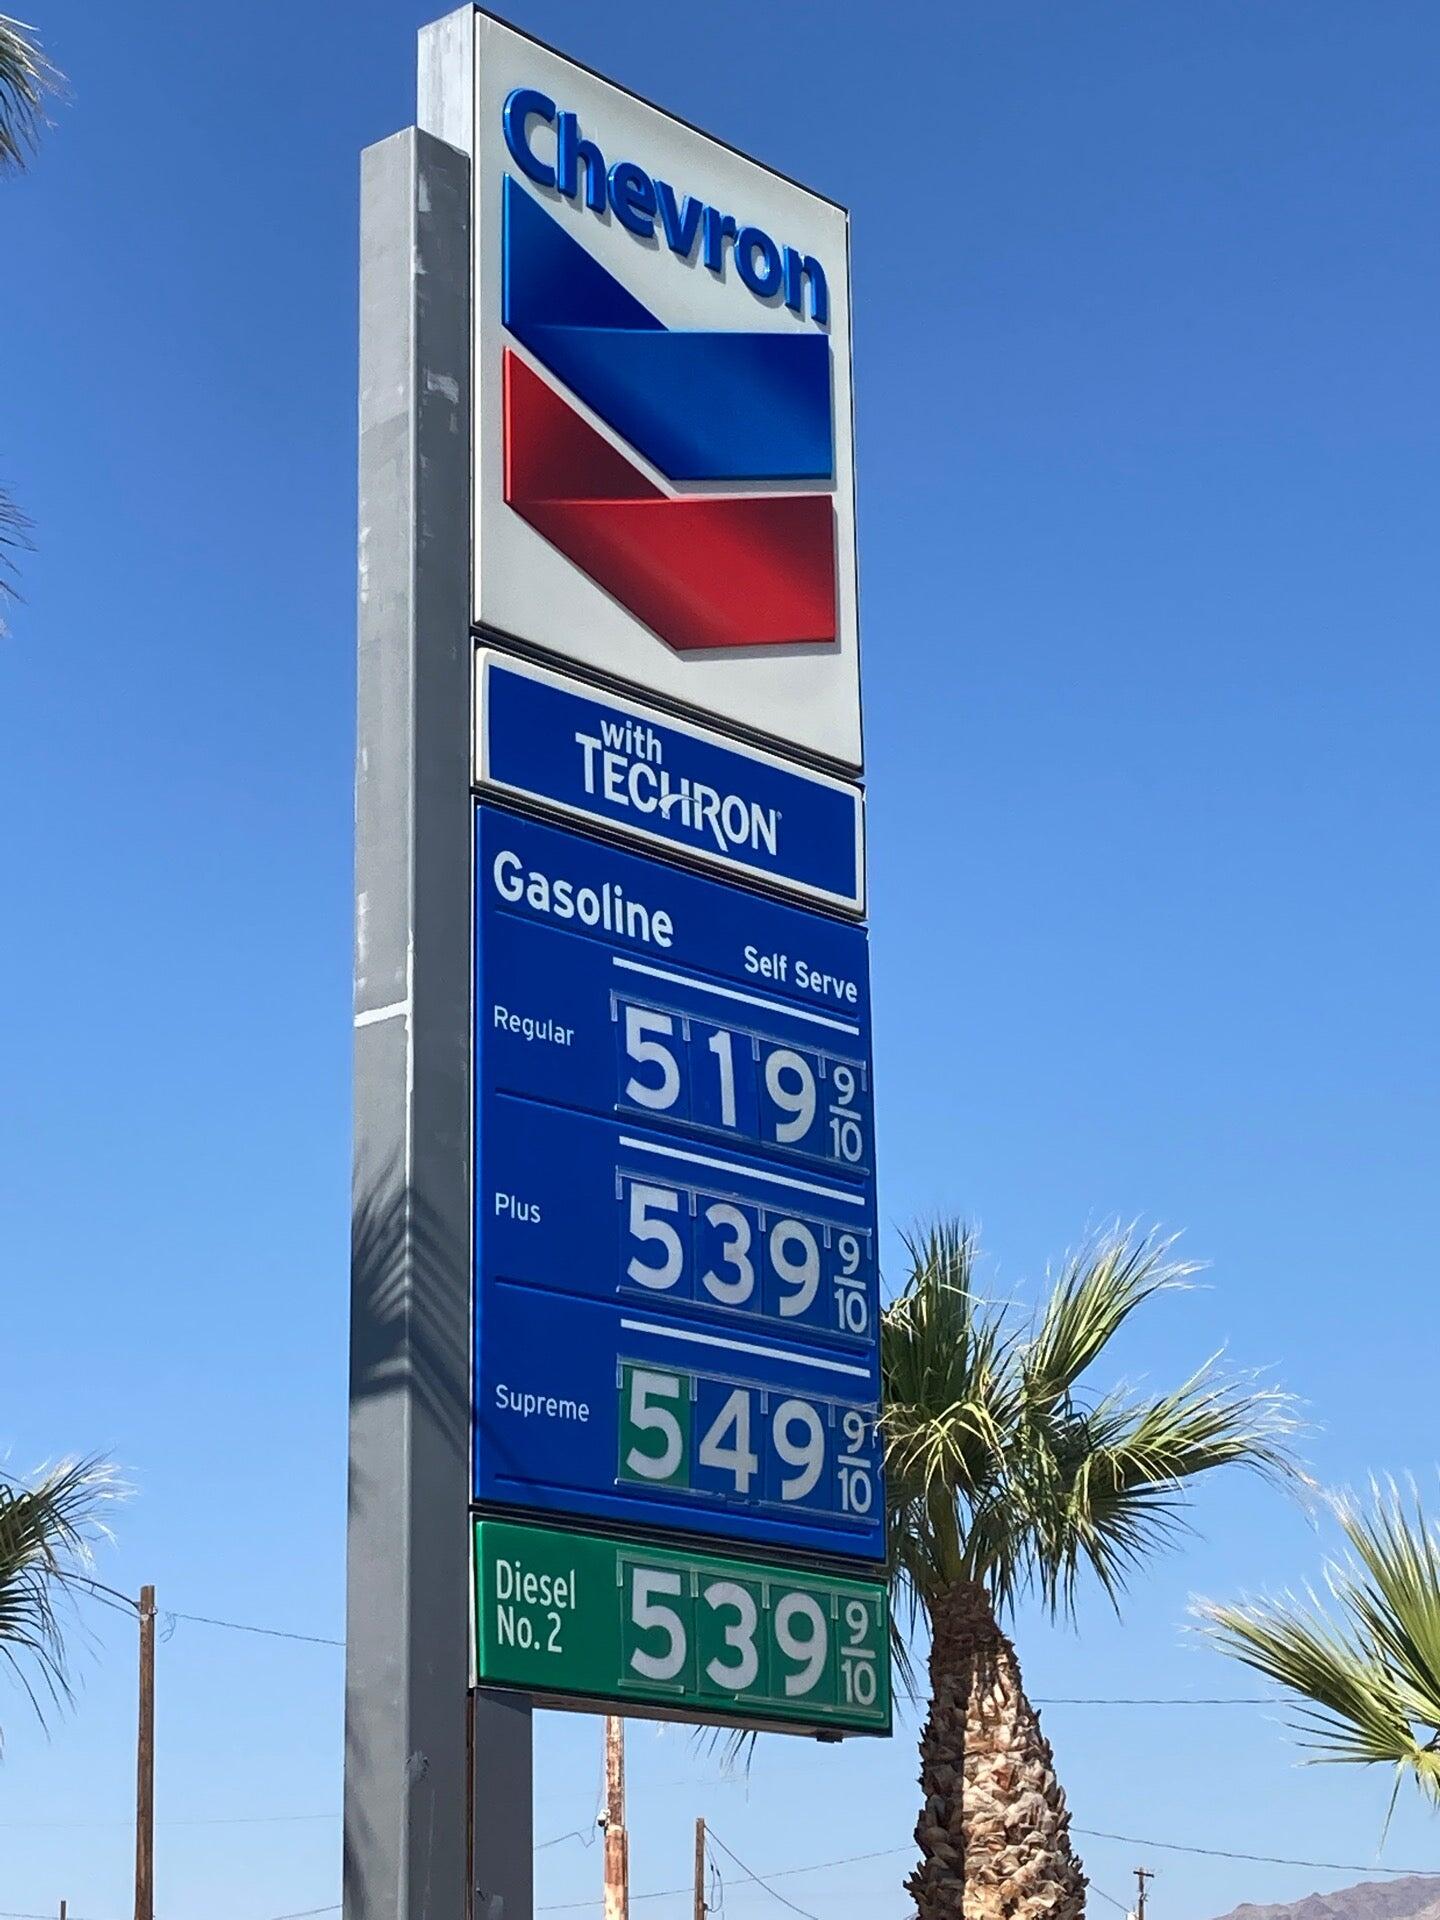 Chevron
with
TECHRON®
Gasoline
Self Serve
Regular 519 9/10
Plus 539 9/10
Supreme 549 9/10
Diesel No. 2 539 9/10